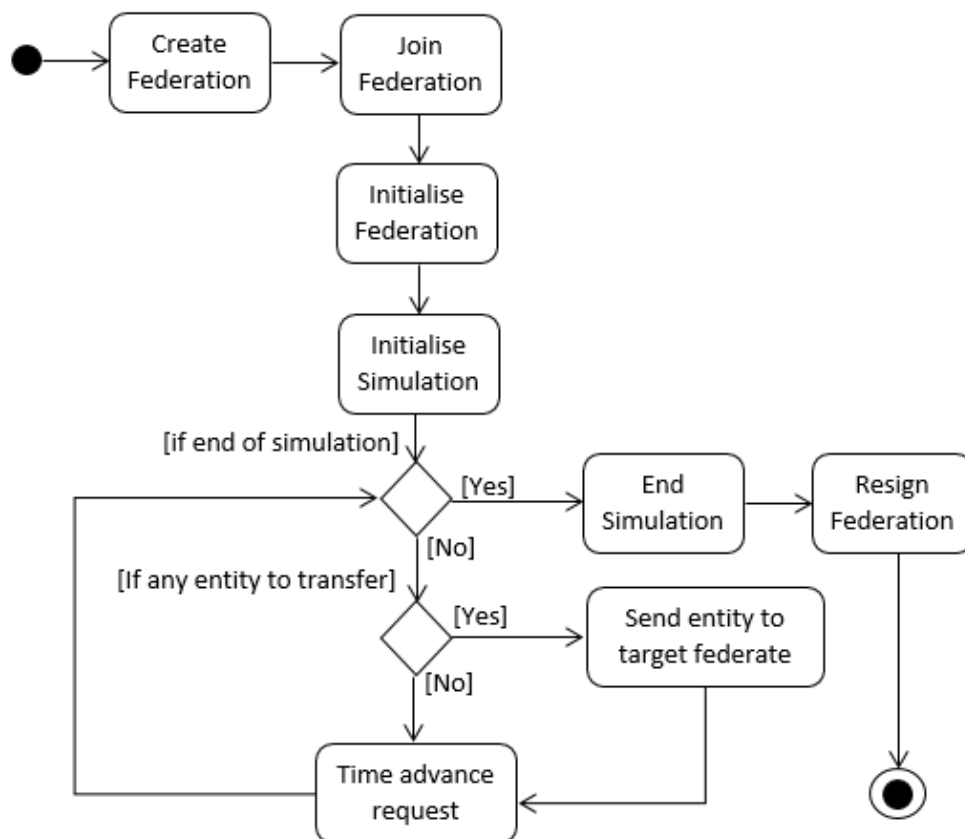 Create
Federation
Join
Federation
Initialise
Federation
Initialise
Simulation
[if end of simulation]
[Yes]
End
Simulation
Resign
Federation
[No]
[If any entity to transfer]
[Yes]
Send entity to
target federate
[No]
Time advance
request